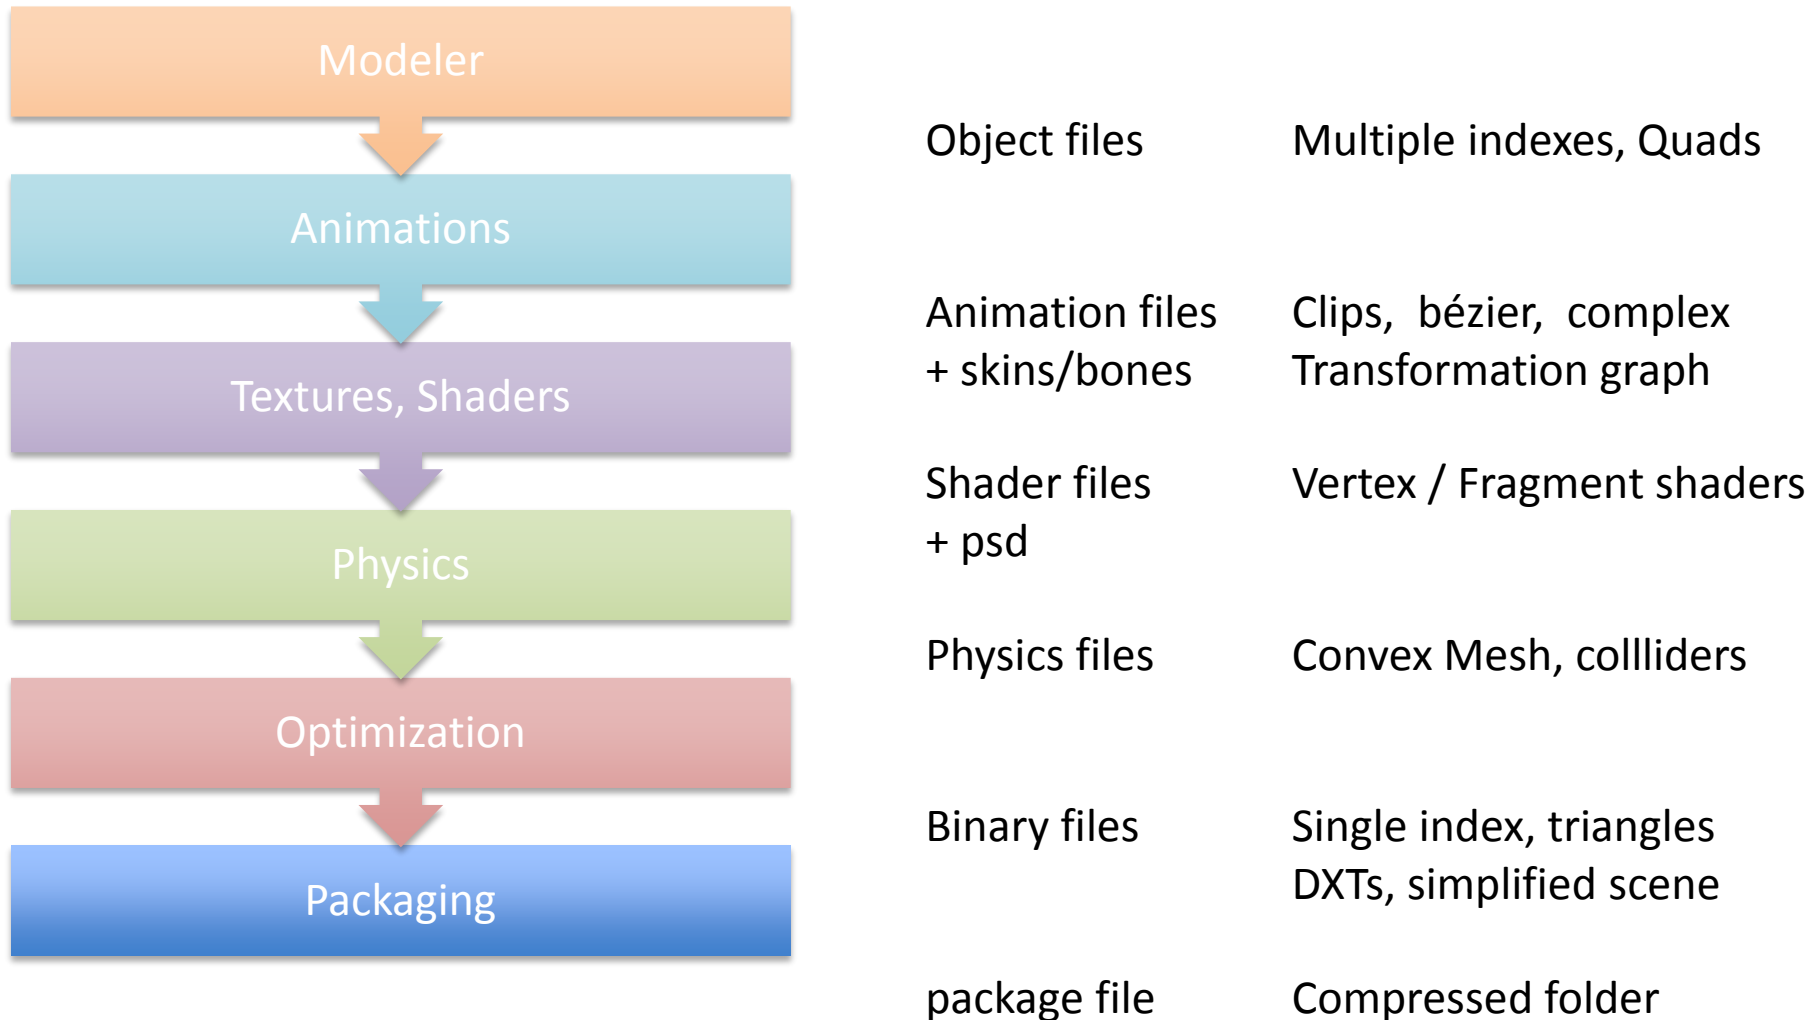 Modeler
Object files
Multiple indexes, Quads
Animations
Animation files
+ skins/bones
Clips, bézier, complex
Transformation graph
Textures, Shaders
Shader files
+ psd
Vertex / Fragment shaders
Physics
Physics files
Convex Mesh, collliders
Optimization
Binary files
Single index, triangles
DXTs, simplified scene
Packaging
package file
Compressed folder